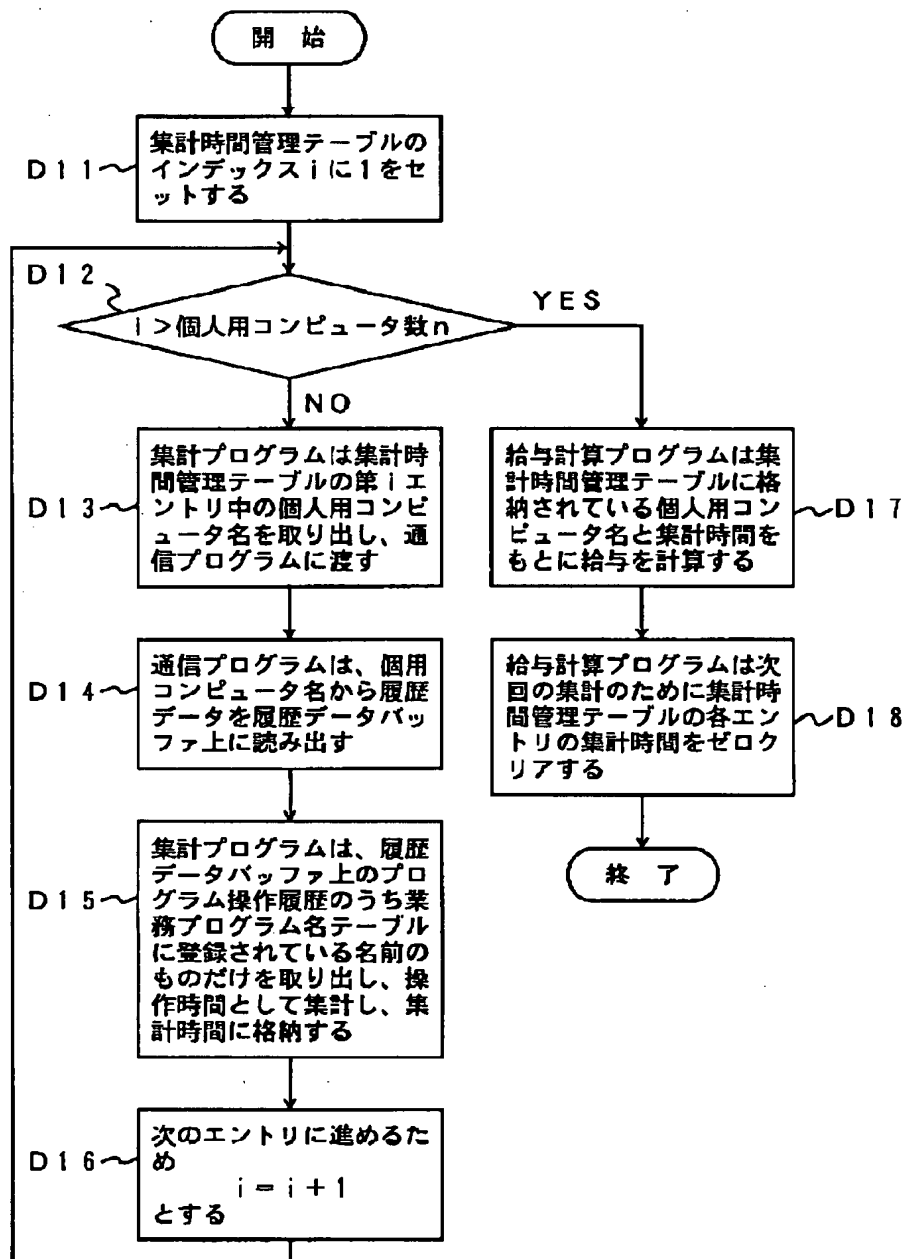 開 始
D11
集計時間管理テーブルの
インデックスiに1をセ
ットする
D12
i>個人用コンピュータ数n
YES
NO
D13
集計プログラムは集計時
間管理テーブルの第iエ
ントリ中の個人用コンピ
ュータ名を取り出し、通
信プログラムに渡す
D14
通信プログラムは、個用
コンピュータ名から履歴
データを履歴データバッ
ファ上に読み出す
D15
集計プログラムは、履歴
データバッファ上のプロ
グラム操作履歴のうち業
務プログラム名テーブル
に登録されている名前の
ものだけを取り出し、操
作時間として集計し、集
計時間に格納する
D16
次のエントリに進めるた
め
i=i+1
とする
給与計算プログラムは集
計時間管理テーブルに格
納されている個人用コン
ピュータ名と集計時間を
もとに給与を計算する
D17
給与計算プログラムは次
回の集計のために集計時
間管理テーブルの各エン
トリの集計時間をゼロク
リアする
D18
終 了